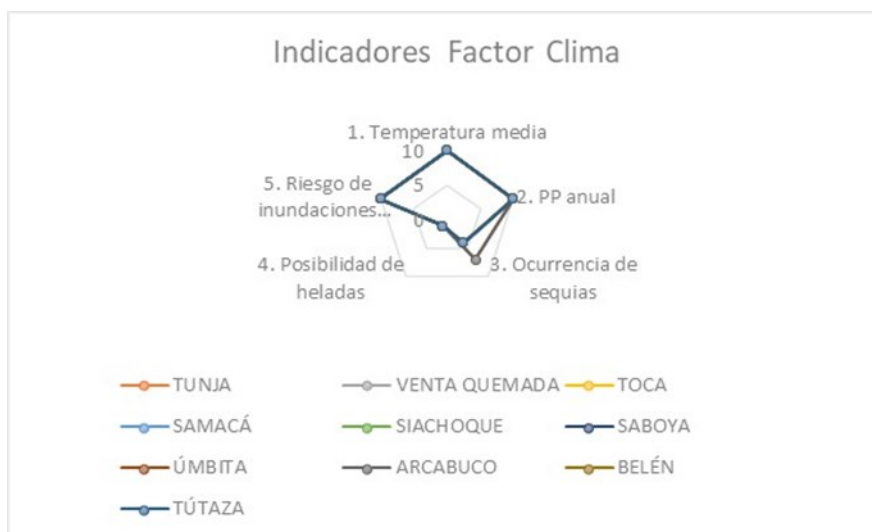 Indicadores Factor Clima
1. Temperatura media
10
5. Riesgo de
inundaciones...
5
2. PP anual
0
4. Posibilidad de
heladas
3. Ocurrencia de
sequias
TUNJA
VENTA QUEMADA
TOCA
SAMACÁ
SIACHOQUE
SABOYA
ÚMBITA
ARCABUCO
BELÉN
TÚTAZA